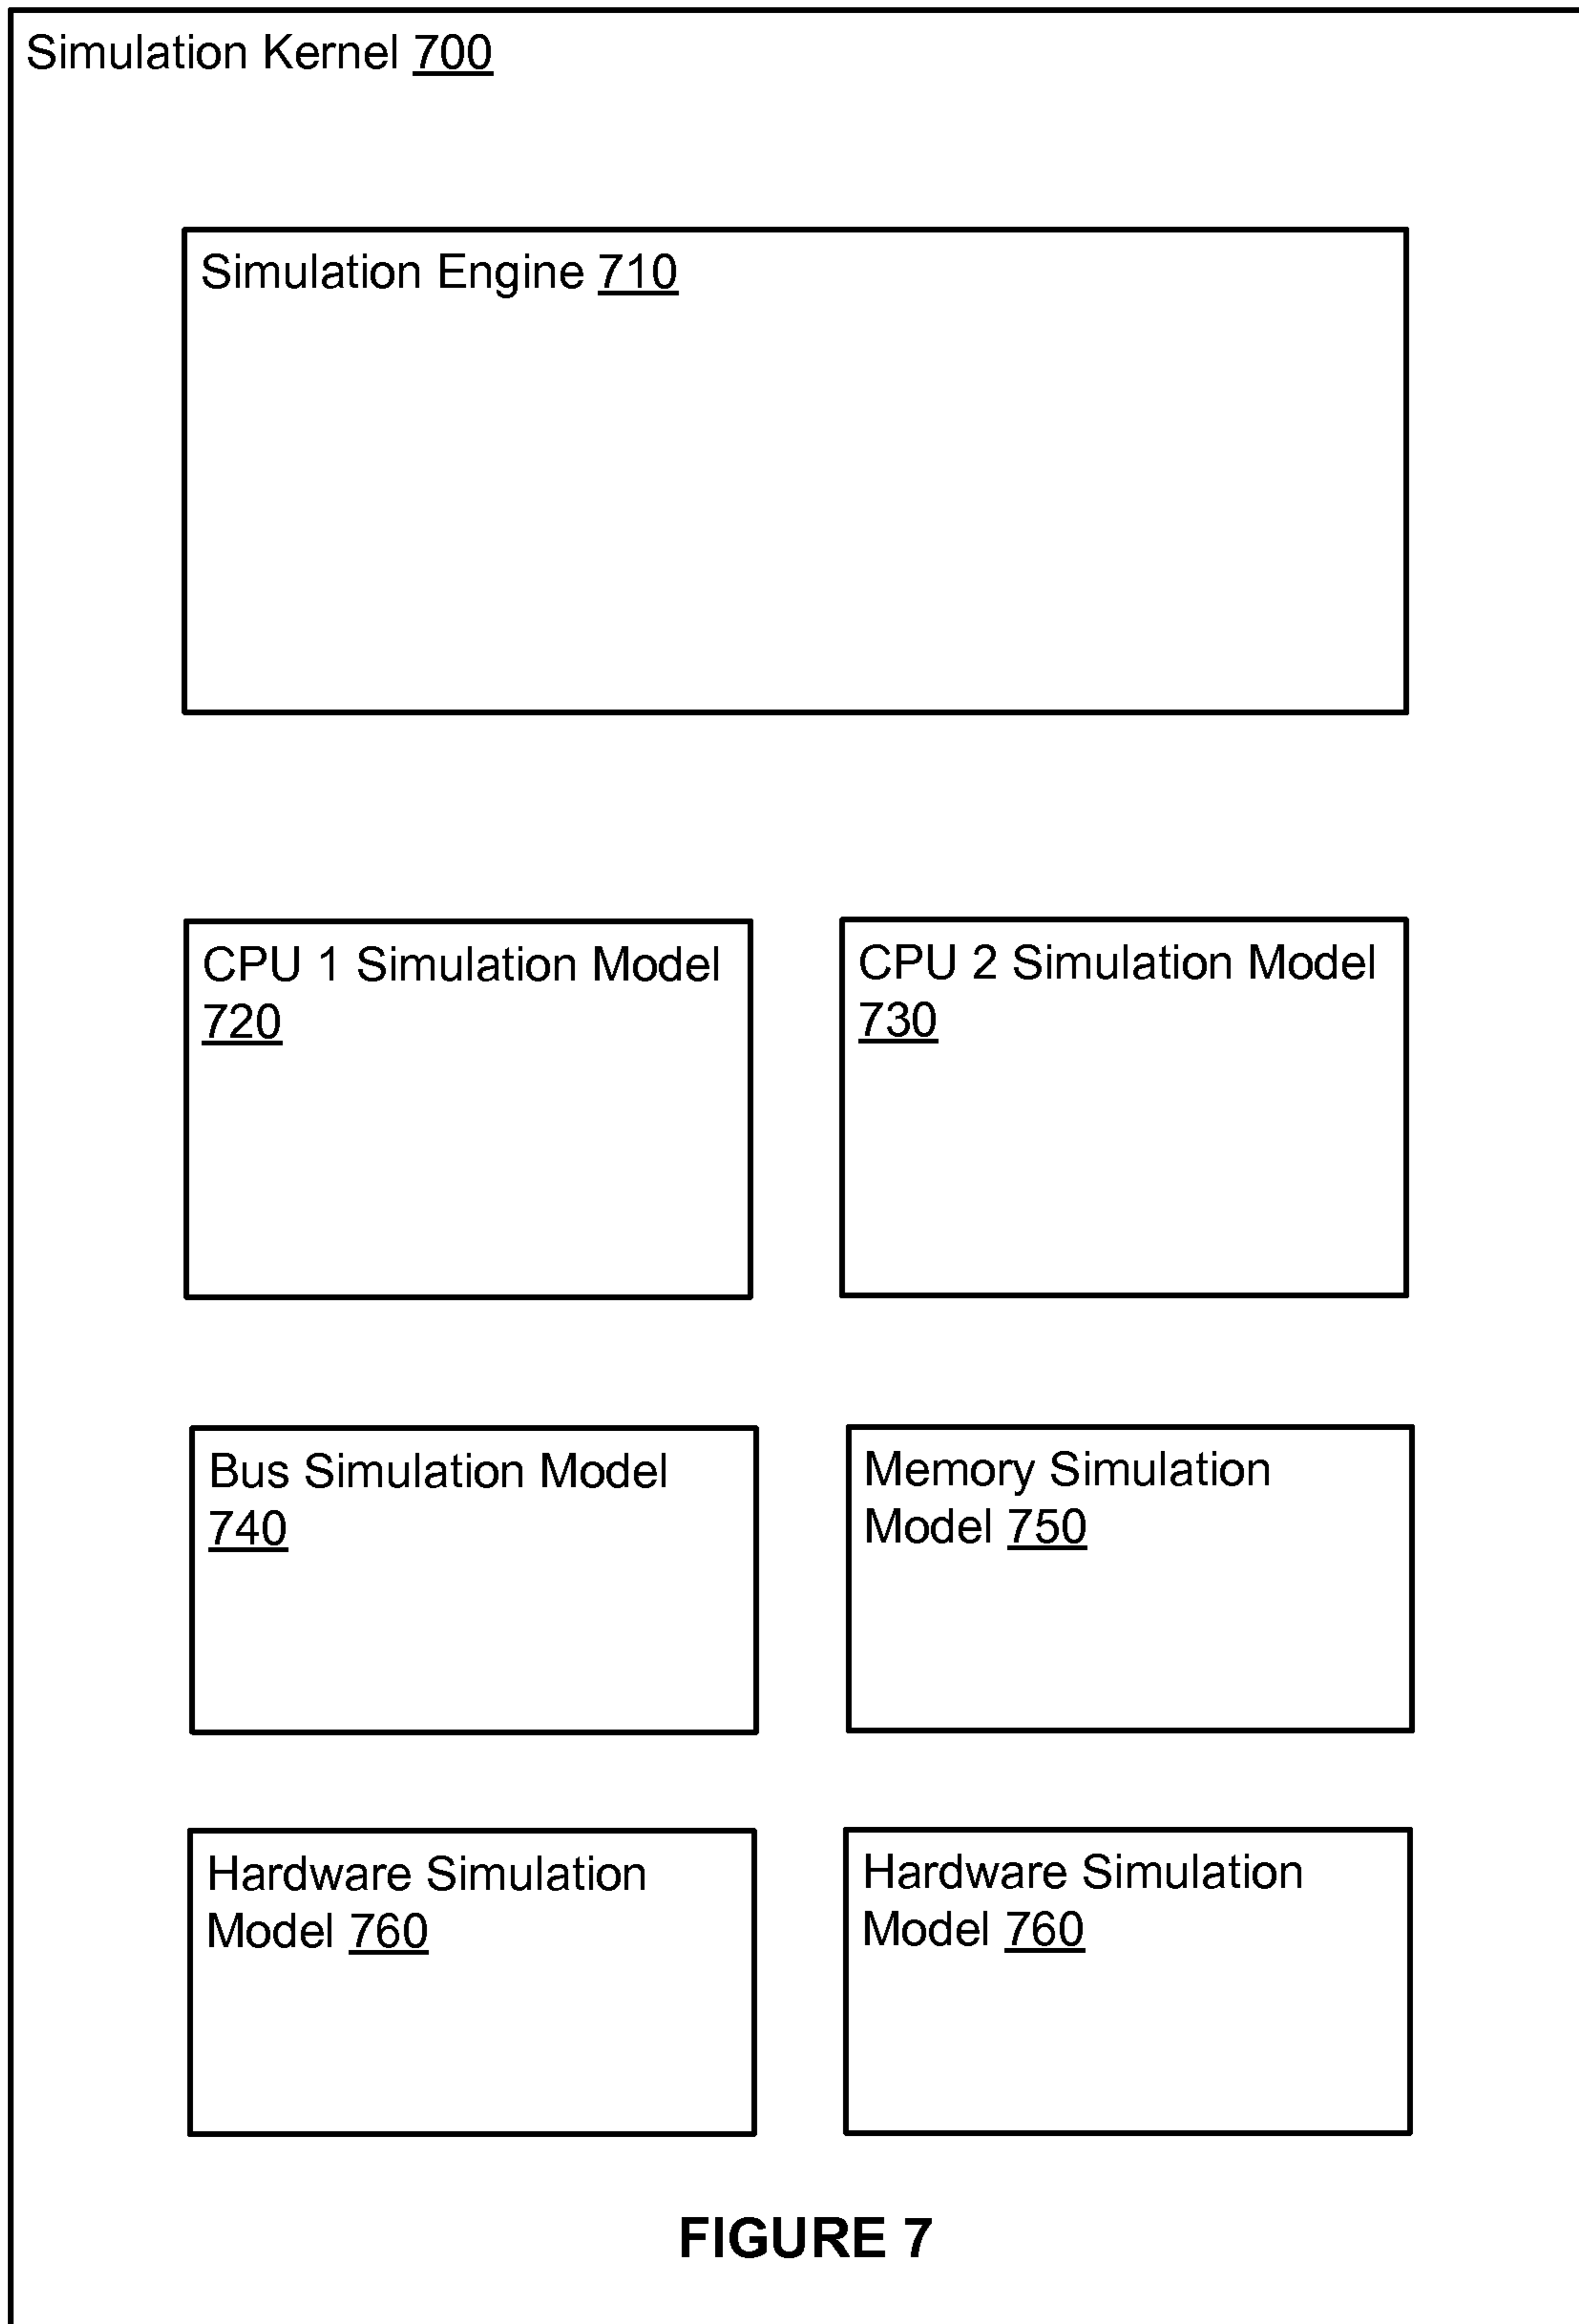 Simulation Kernel 700
Simulation Engine 710
CPU 1 Simulation Model
720
CPU 2 Simulation Model
730
Bus Simulation Model
740
Memory Simulation
Model 750
Hardware Simulation
Model 760
Hardware Simulation
Model 760
FIGURE 7